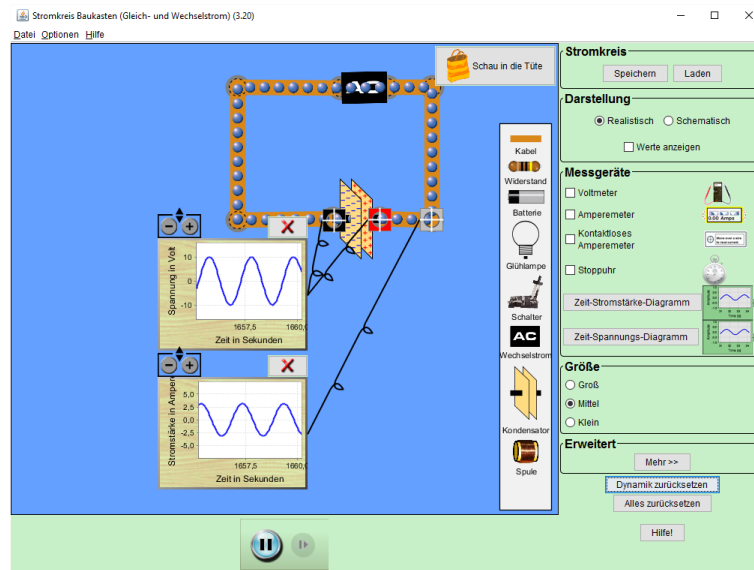 Stromkreis Baukasten (Gleich- und Wechselstrom) (3.20)
Datei Optionen Hilfe
Schau in die Tüte
AC
Kabel
Widerstand
Batterie
Glühlampe
Schalter
AC
Wechselstrom
Kondensator
Spule
Spannung in Volt
10
0
-10
1657,5
1660,0
Zeit in Sekunden
Stromstärke in Ampere
5,0
2,5
0,0
-2,5
-5,0
1657,5
1660,0
Zeit in Sekunden
Stromkreis
Speichern Laden
Darstellung
Realistisch Schematisch
Werte anzeigen
Messgeräte
Voltmeter
Amperemeter
0.00 Amps
Kontaktloses
Amperemeter
Stoppuhr
Zeit-Stromstärke-Diagramm
Zeit-Spannungs-Diagramm
Größe
Groß
Mittel
Klein
Erweitert
Mehr >>
Dynamik zurücksetzen
Alles zurücksetzen
Hilfe!